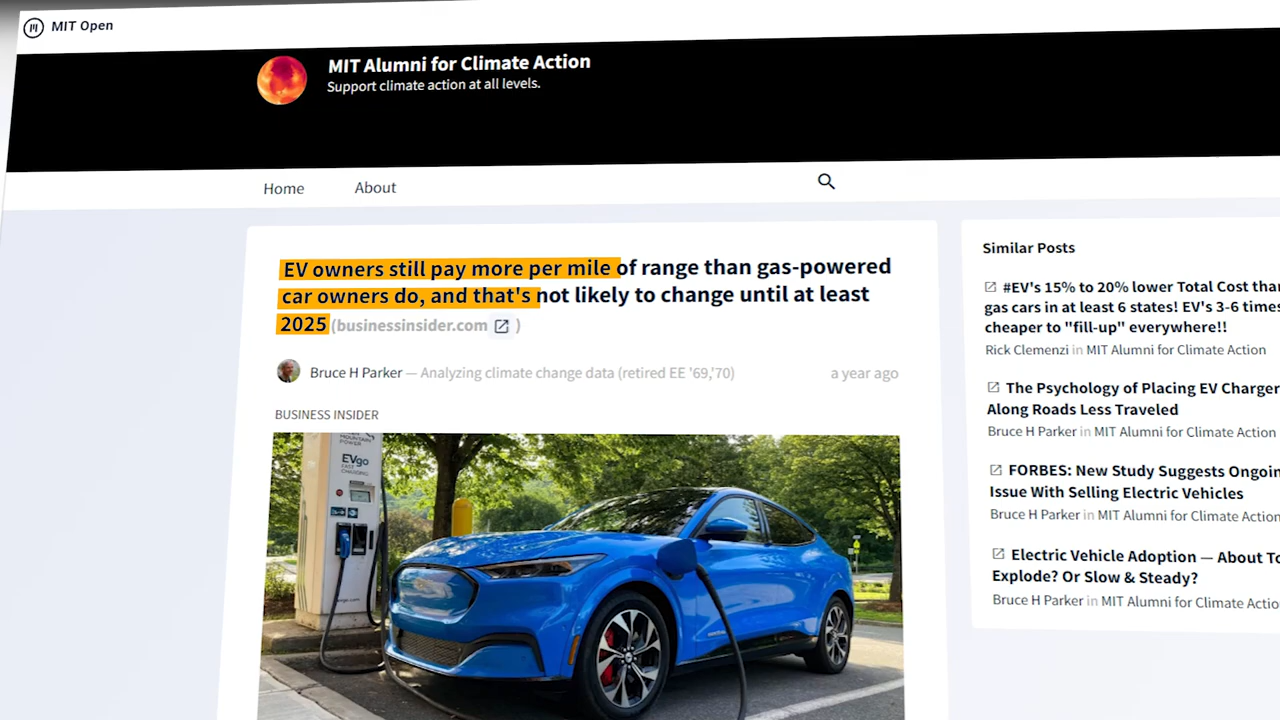 MIT Open
MIT Alumni for Climate Action
Support climate action at all levels.
Home About
EV owners still pay more per mile of range than gas-powered
car owners do, and that's not likely to change until at least
2025 (businessinsider.com )
Bruce H Parker — Analyzing climate change data (retired EE '69,'70) a year ago
BUSINESS INSIDER
MOUNTAIN
POWER
EVgo
FAST
CHARGING
Similar Posts
#EV's 15% to 20% lower Total Cost than
gas cars in at least 6 states! EV's 3-6 times
cheaper to "fill-up" everywhere!!
Rick Clemenzi in MIT Alumni for Climate Action
The Psychology of Placing EV Charger
Along Roads Less Traveled
Bruce H Parker in MIT Alumni for Climate Action
FORBES: New Study Suggests Ongoin
Issue With Selling Electric Vehicles
Bruce H Parker in MIT Alumni for Climate Action
Electric Vehicle Adoption — About To
Explode? Or Slow & Steady?
Bruce H Parker in MIT Alumni for Climate Actio